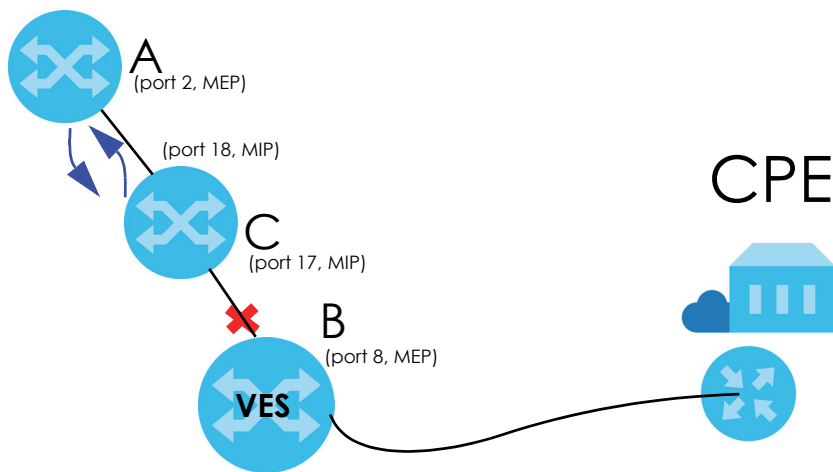 A
(port 2, MEP)
(port 18, MIP)
CPE
C
(port 17, MIP)
B
(port 8, MEP)
VES